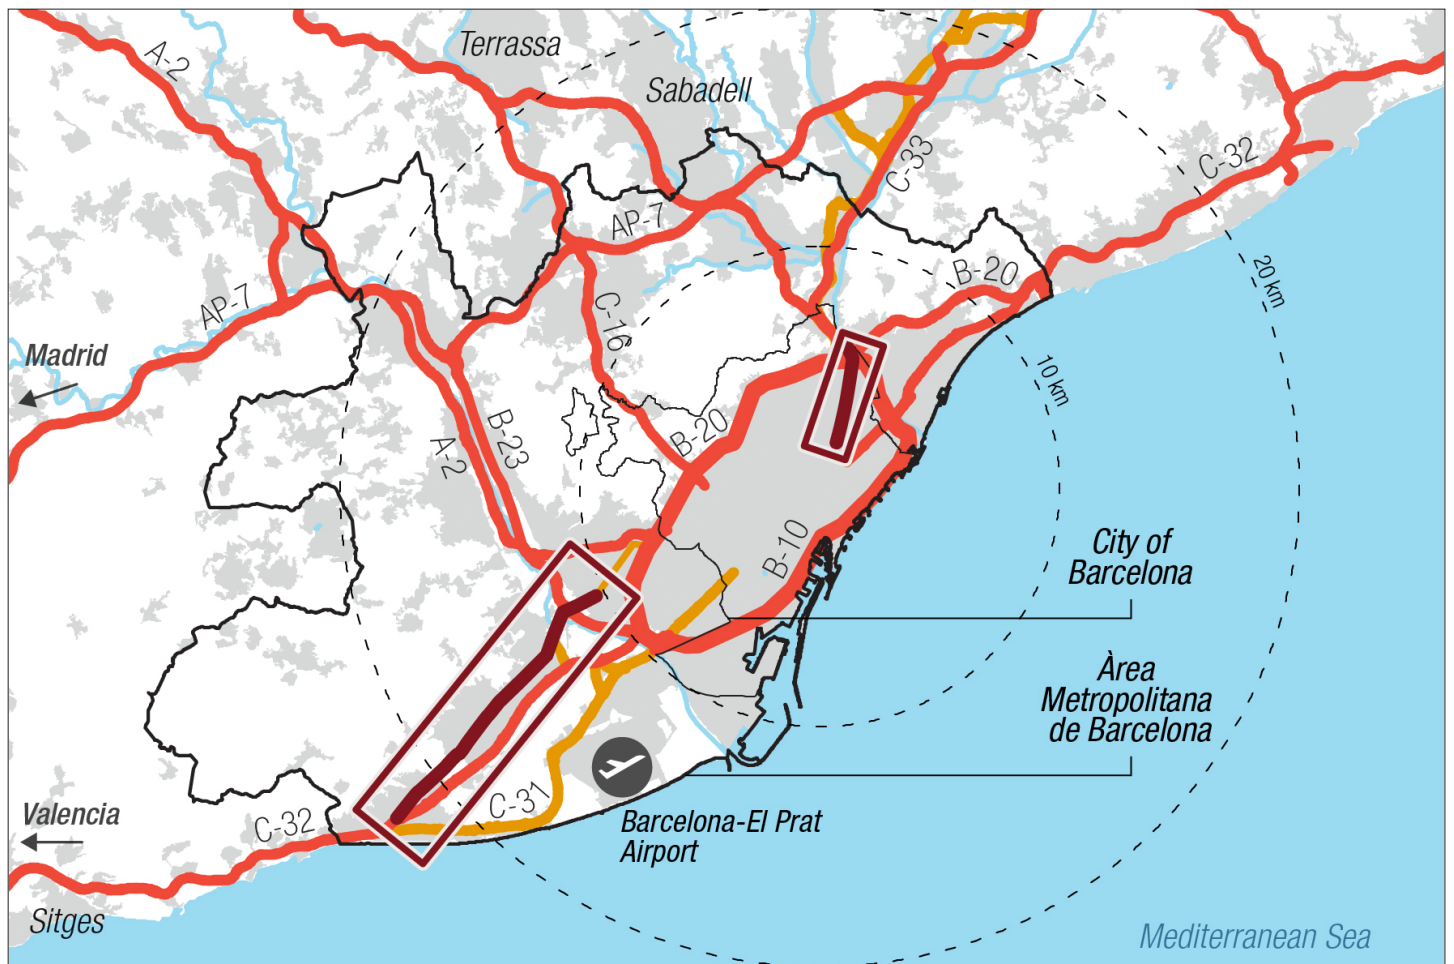 Terrassa
A-2
Sabadell
C-33
C-32
AP-7
B-20
20 km
AP-7
C-16
Madrid
10 km
B-20
B-23
A-2
B-10
City of
Barcelona
Àrea
Metropolitana
de Barcelona
C-31
Valencia
C-32
Barcelona-El Prat
Airport
Sitges
Mediterranean Sea